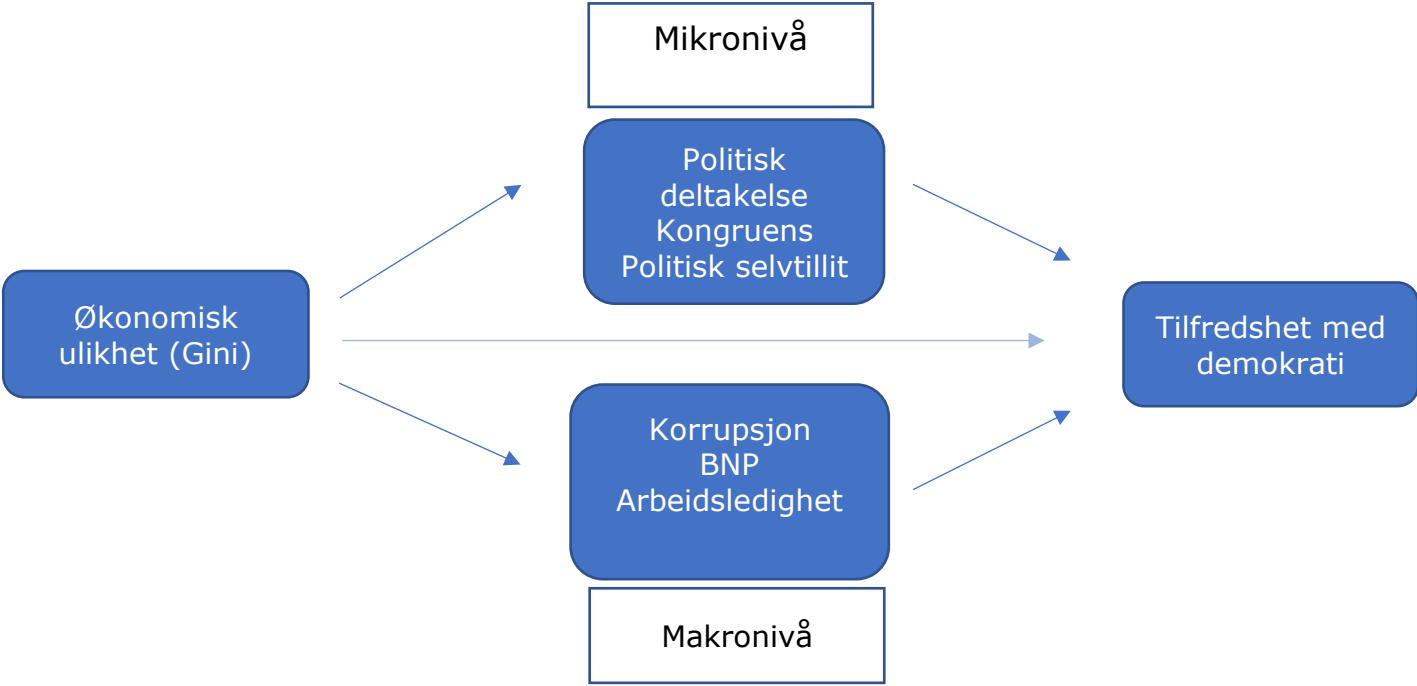 Mikronivå
Politisk
deltakelse
Kongruens
Politisk selvtillit
Økonomisk
ulikhet (Gini)
Tilfredshet med
demokrati
Korrupsjon
BNP
Arbeidsledighet
Makronivå